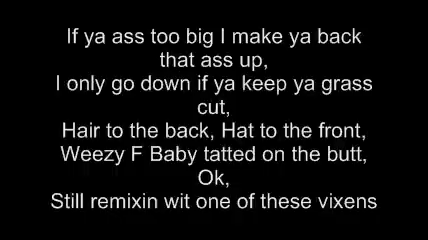 If ya ass too big I make ya back
that ass up,
I only go down if ya keep ya grass
cut,
Hair to the back, Hat to the front,
Weezy F Baby tatted on the butt,
Ok,
Still remixin wit one of these vixens